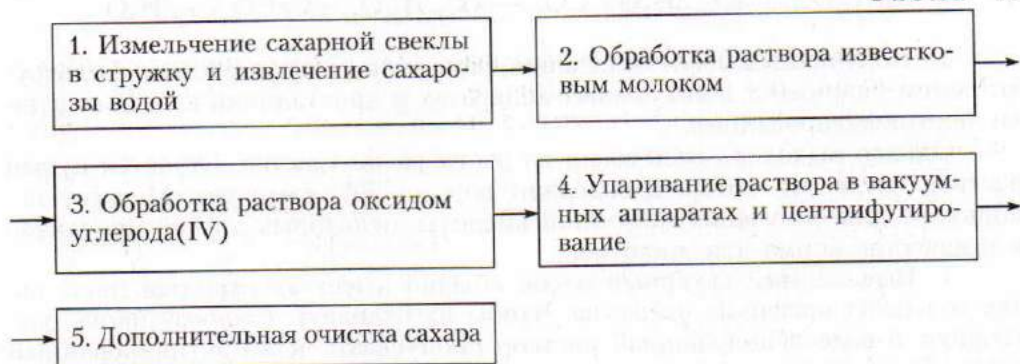 1. Измельчение сахарной свеклы
в стружку и извлечение сахаро-
зы водой
2. Обработка раствора известко-
вым молоком
3. Обработка раствора оксидом
углерода(IV)
4. Упаривание раствора в вакуум-
ных аппаратах и центрифугиро-
вание
5. Дополнительная очистка сахара